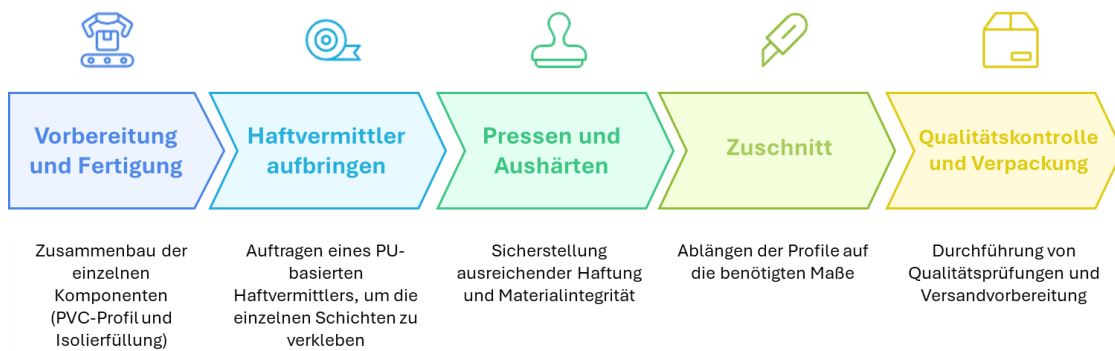 Vorbereitung
und Fertigung
Haftvermittler
aufbringen
Pressen und
Aushärten
Zuschnitt
Qualitätskontrolle
und Verpackung
Zusammenbau der
einzelnen
Komponenten
(PVC-Profil und
Isolierfüllung)
Auftragen eines PU-
basierten
Haftvermittlers, um die
einzelnen Schichten zu
verkleben
Sicherstellung
ausreichender Haftung
und Materialintegrität
Ablängen der Profile auf
die benötigten Maße
Durchführung von
Qualitätsprüfungen und
Versandvorbereitung